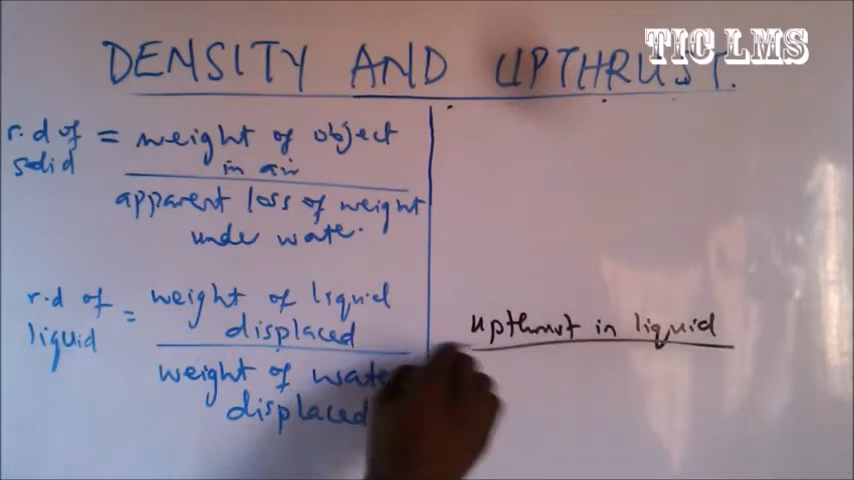 TIC LMS
DENSITY AND UPTHRUST.
r.d of solid = weight of object
in air
apparent loss of weight
under water.
r.d of liquid = weight of liquid
displaced
weight of water
displaced
upthrust in liquid